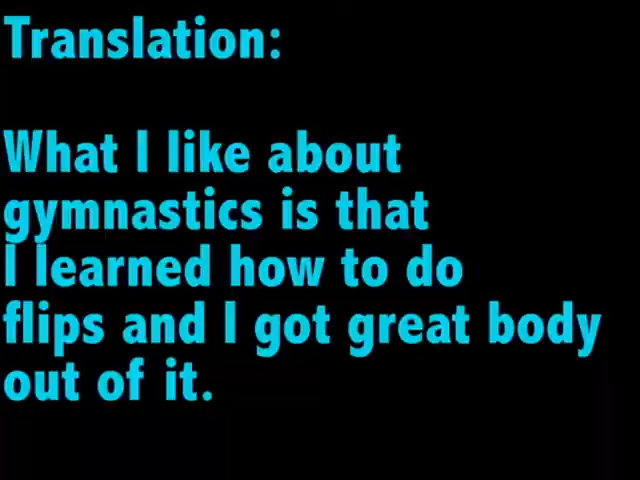 Translation:
What I like about
gymnastics is that
I learned how to do
flips and I got great body
out of it.